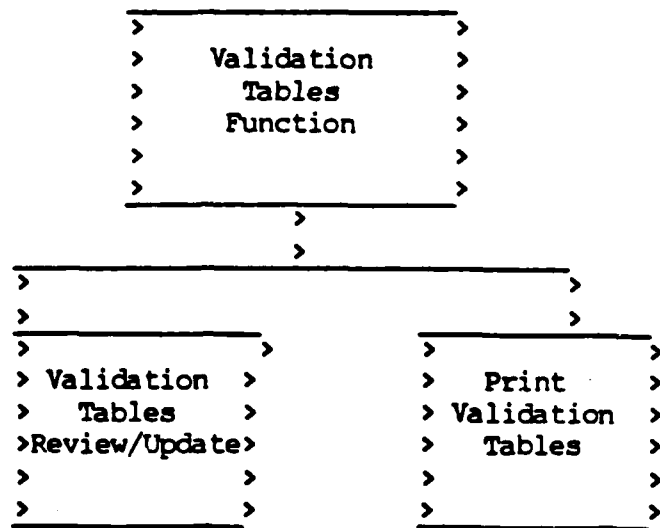 Validation
Tables
Function
Validation
Tables
Review/Update
Print
Validation
Tables